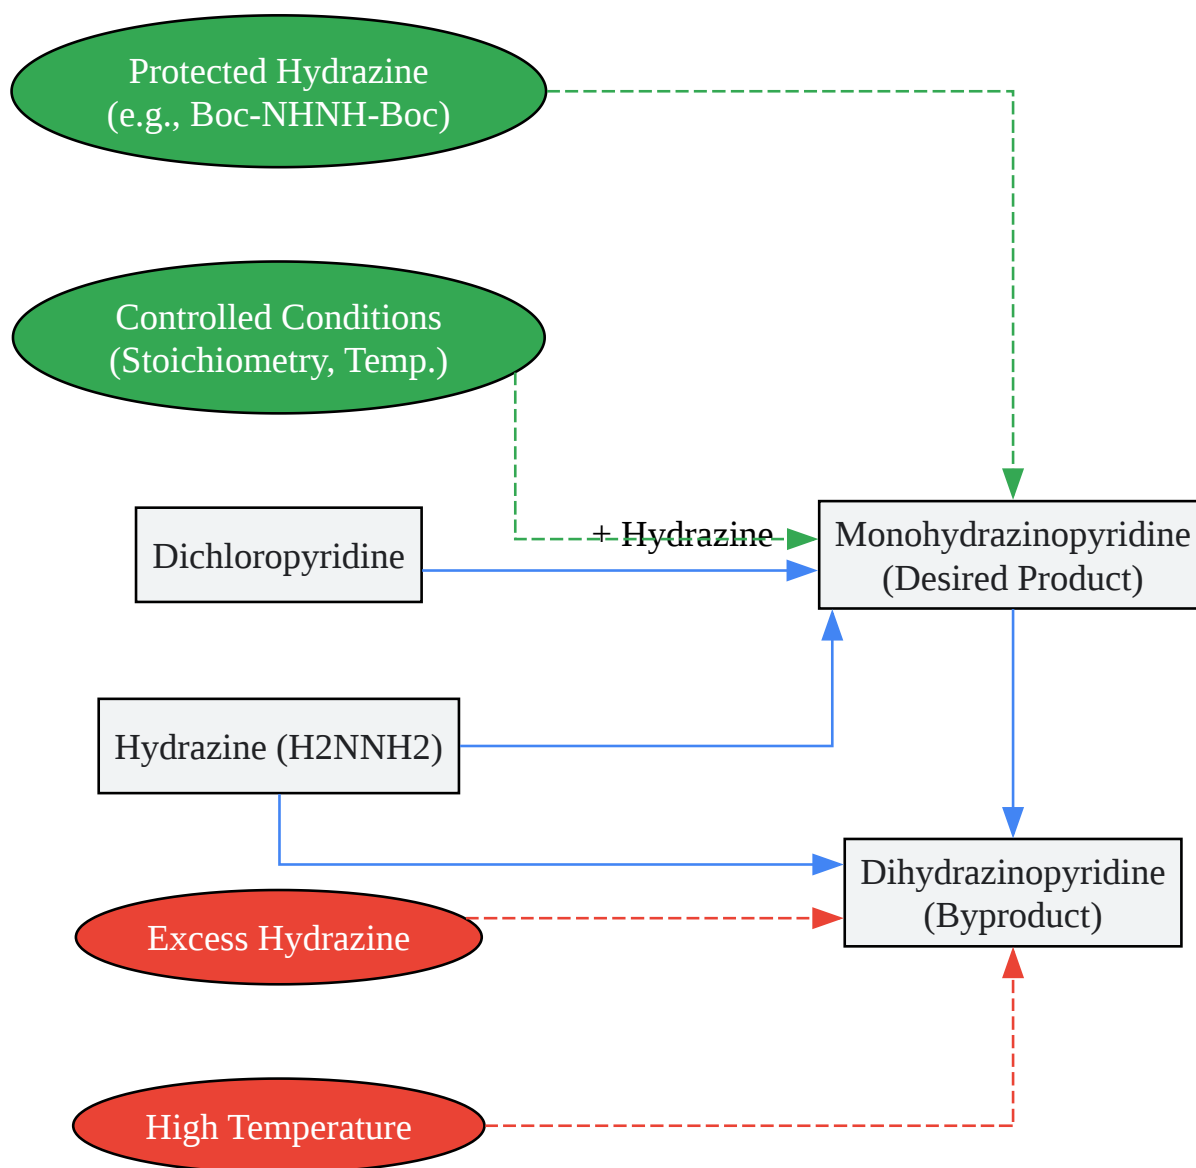 Protected Hydrazine
(e.g., Boc-NHNH-Boc)
Controlled Conditions
(Stoichiometry, Temp.)
+ Hydrazine
Dichloropyridine
Monohydrazinopyridine
(Desired Product)
Hydrazine (H2NNH2)
Dihydrazinopyridine
(Byproduct)
Excess Hydrazine
High Temperature